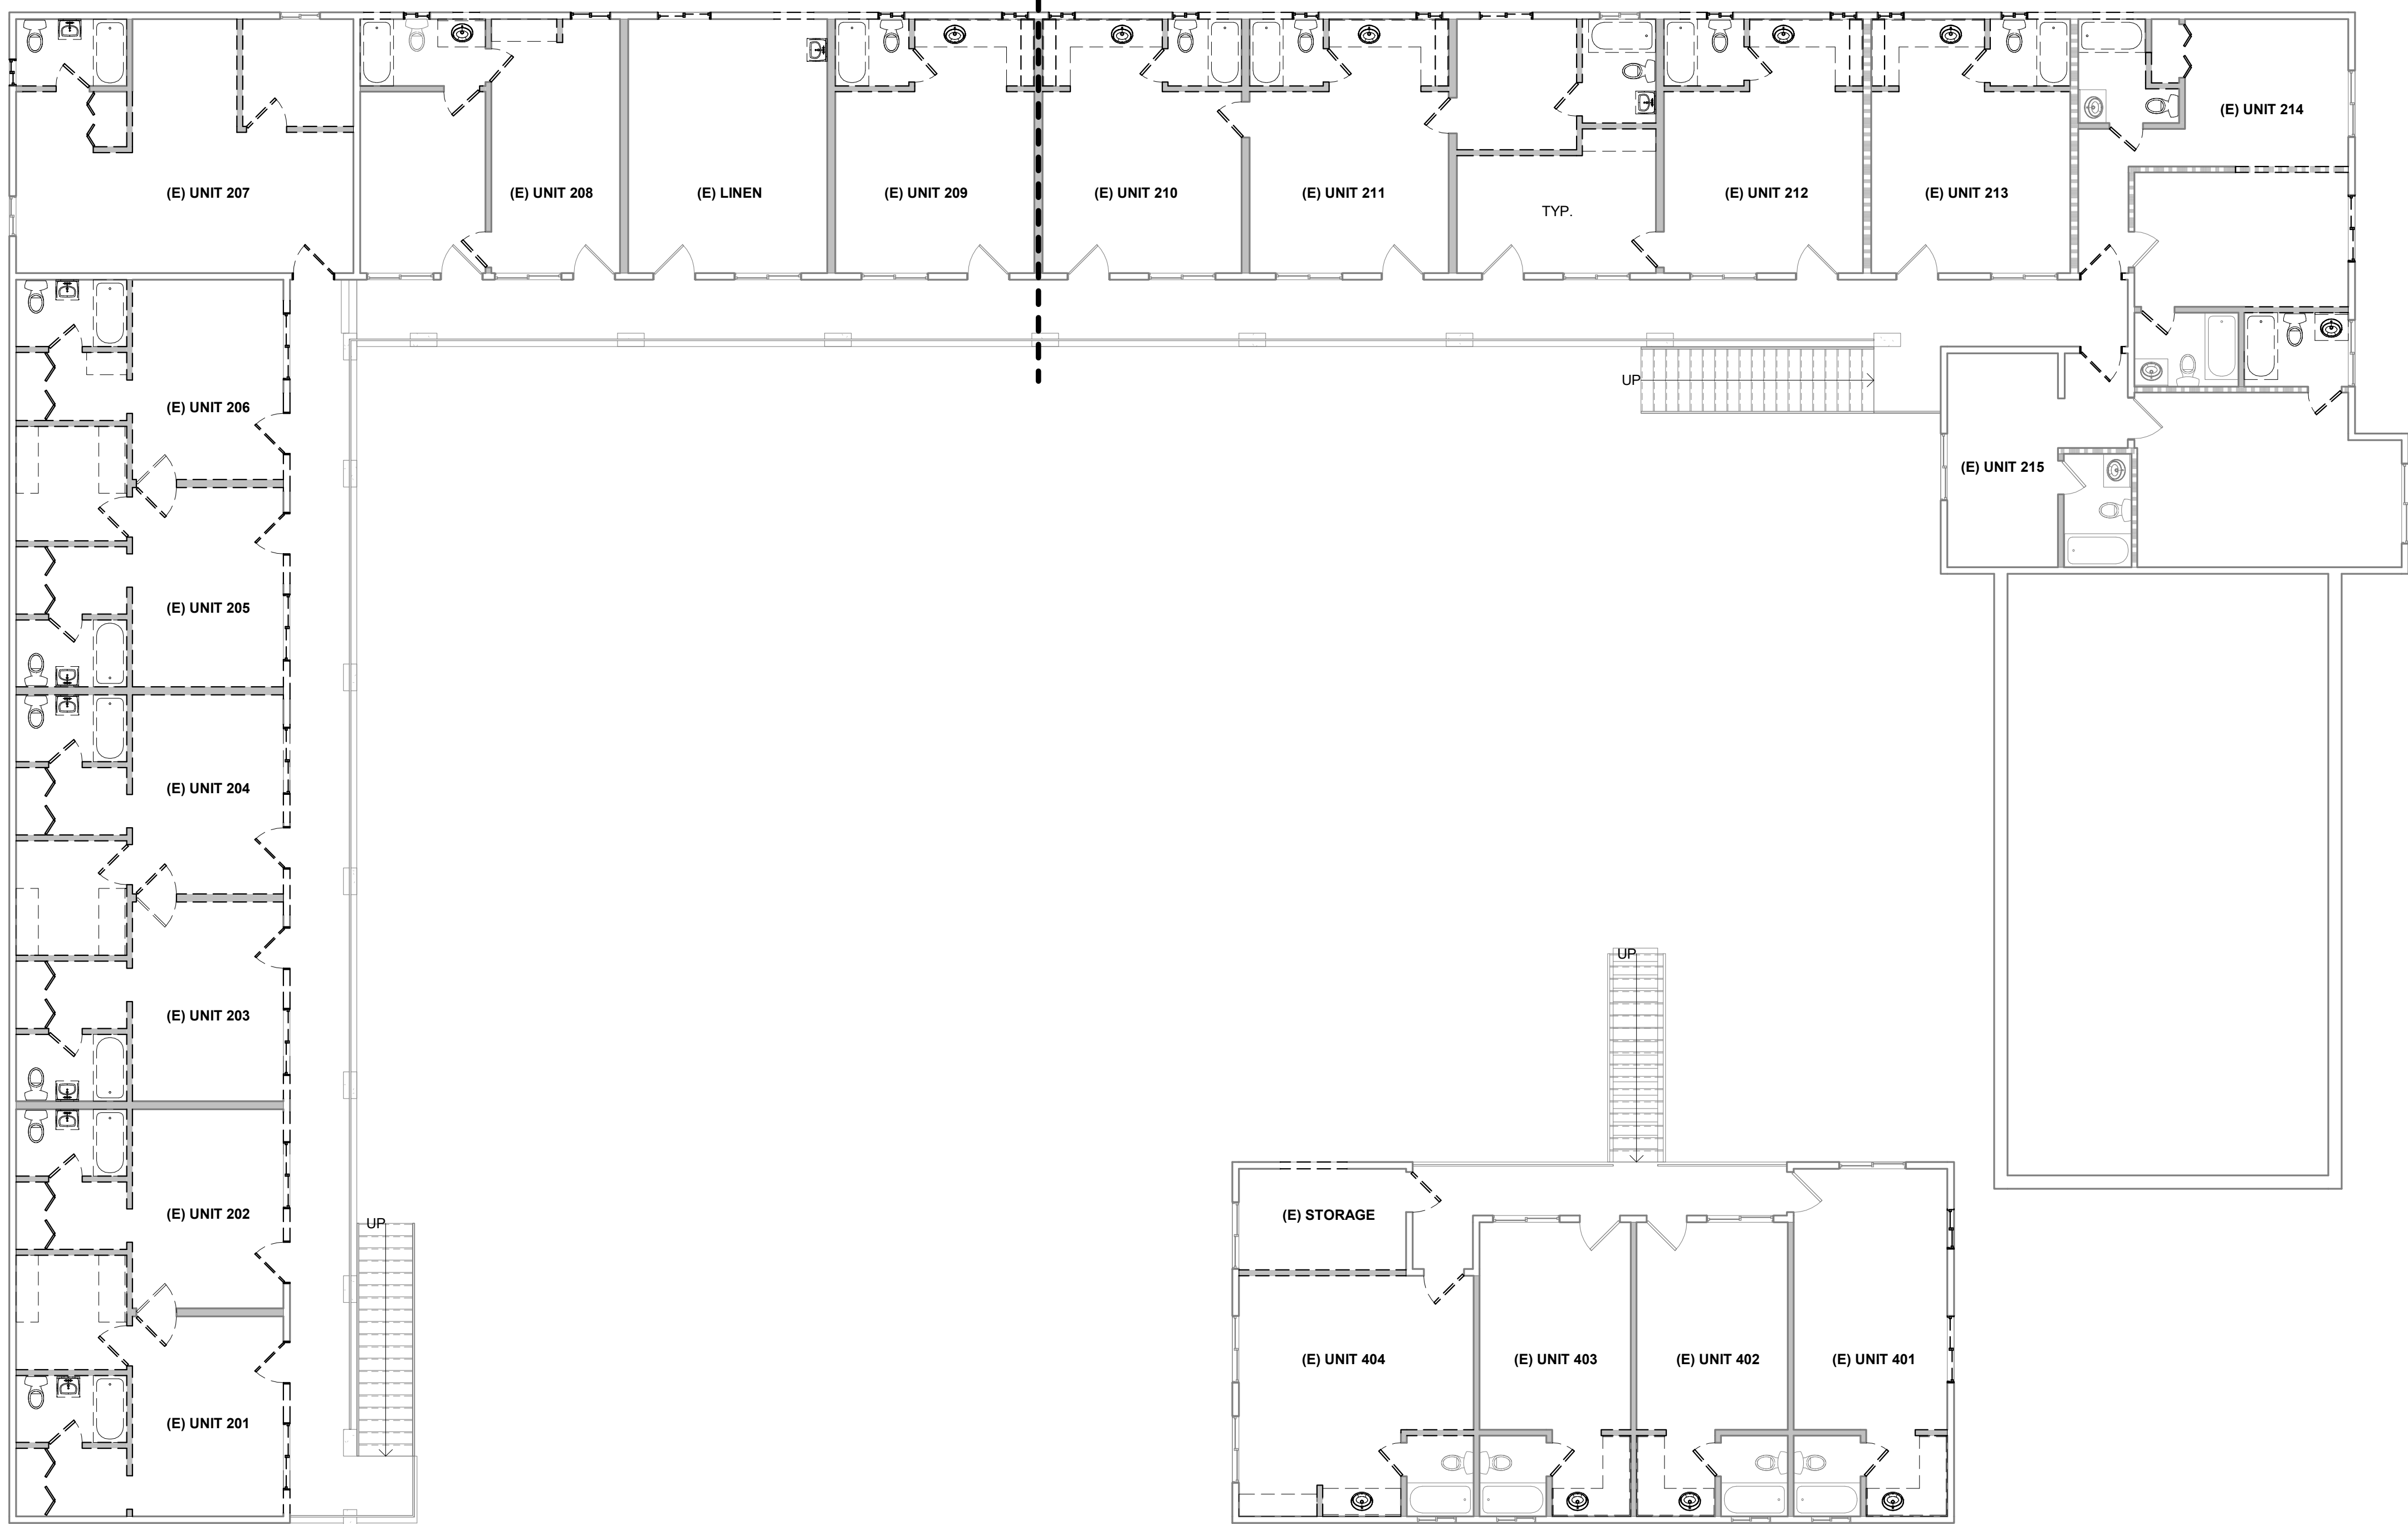 (E) UNIT 214
(E) UNIT 207
(E) UNIT 208
(E) LINEN
(E) UNIT 209
(E) UNIT 210
(E) UNIT 211
TYP.
(E) UNIT 212
(E) UNIT 213
UP
(E) UNIT 206
(E) UNIT 215
(E) UNIT 205
(E) UNIT 204
UP
(E) UNIT 203
(E) UNIT 202
UP
(E) STORAGE
(E) UNIT 404
(E) UNIT 403
(E) UNIT 402
(E) UNIT 401
(E) UNIT 201